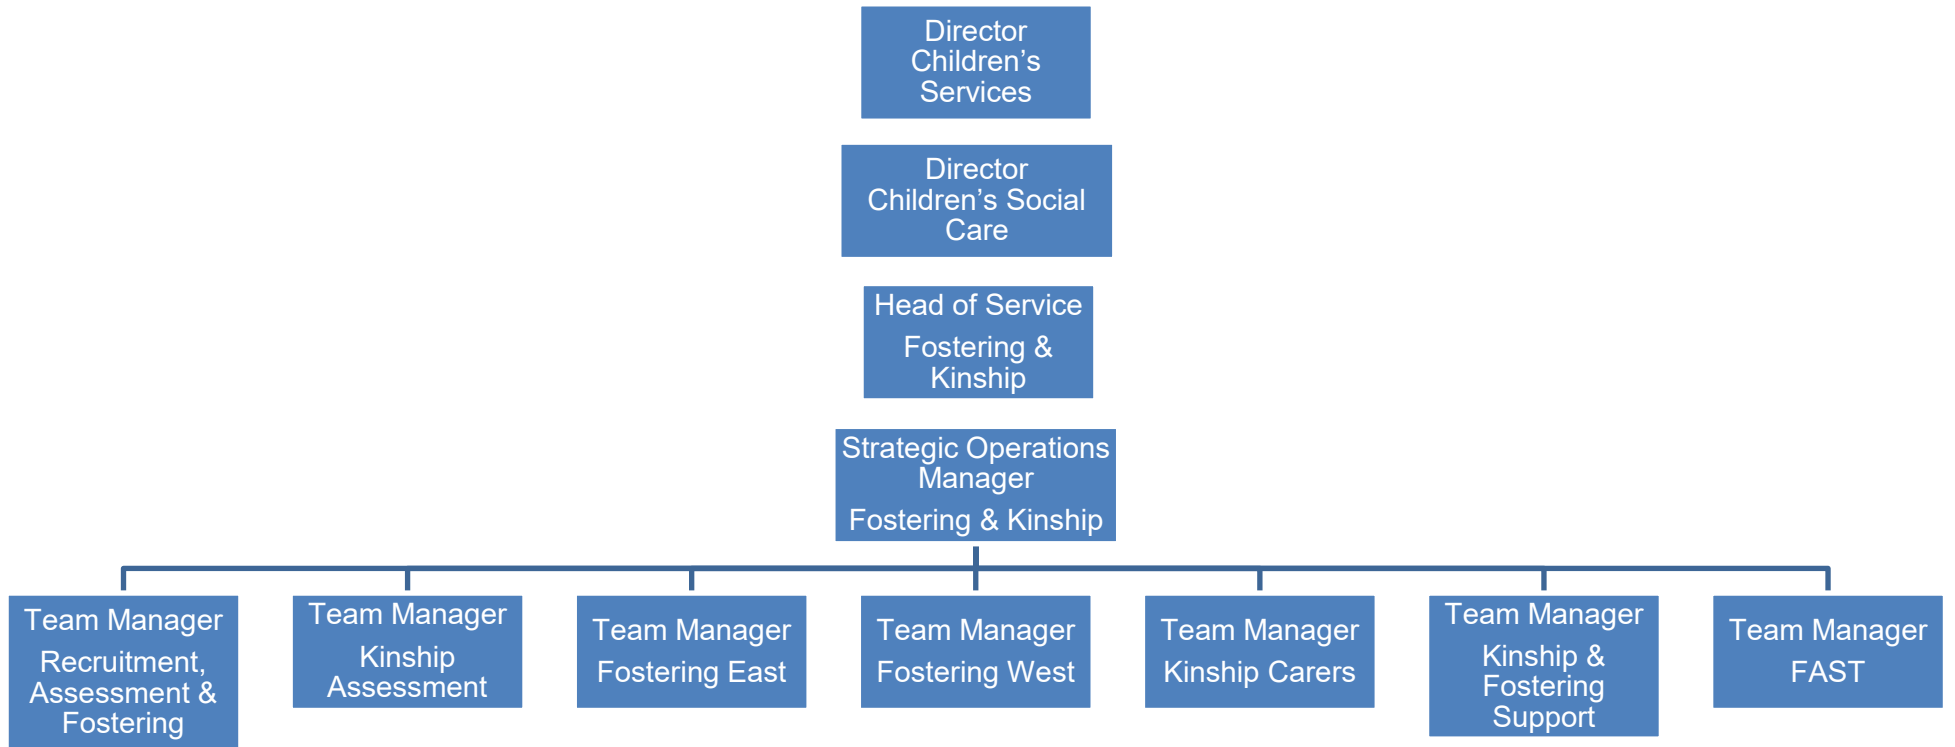 Director
Children’s
Services
Director
Children’s Social
Care
Head of Service
Fostering &
Kinship
Strategic Operations
Manager
Fostering & Kinship
Team Manager
Recruitment,
Assessment &
Fostering
Team Manager
Kinship
Assessment
Team Manager
Fostering East
Team Manager
Fostering West
Team Manager
Kinship Carers
Team Manager
Kinship &
Fostering
Support
Team Manager
FAST